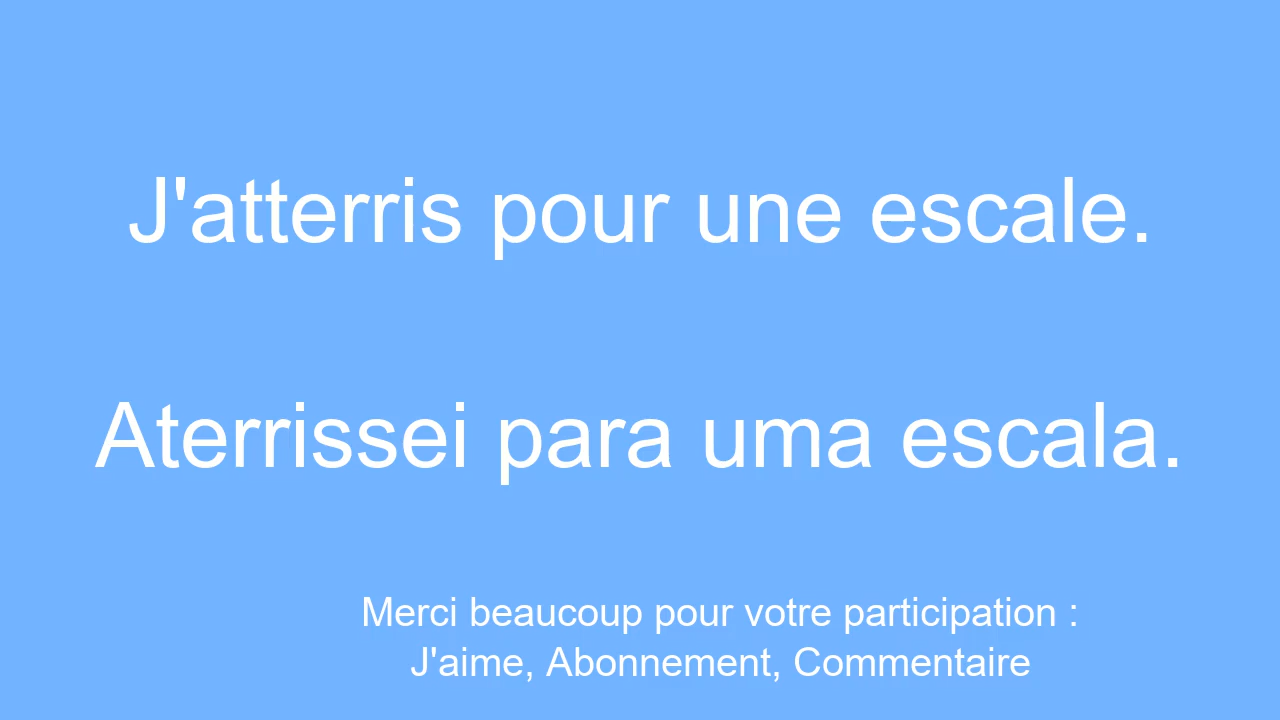 J'atterris pour une escale.
Aterrissei para uma escala.
Merci beaucoup pour votre participation :
J'aime, Abonnement, Commentaire